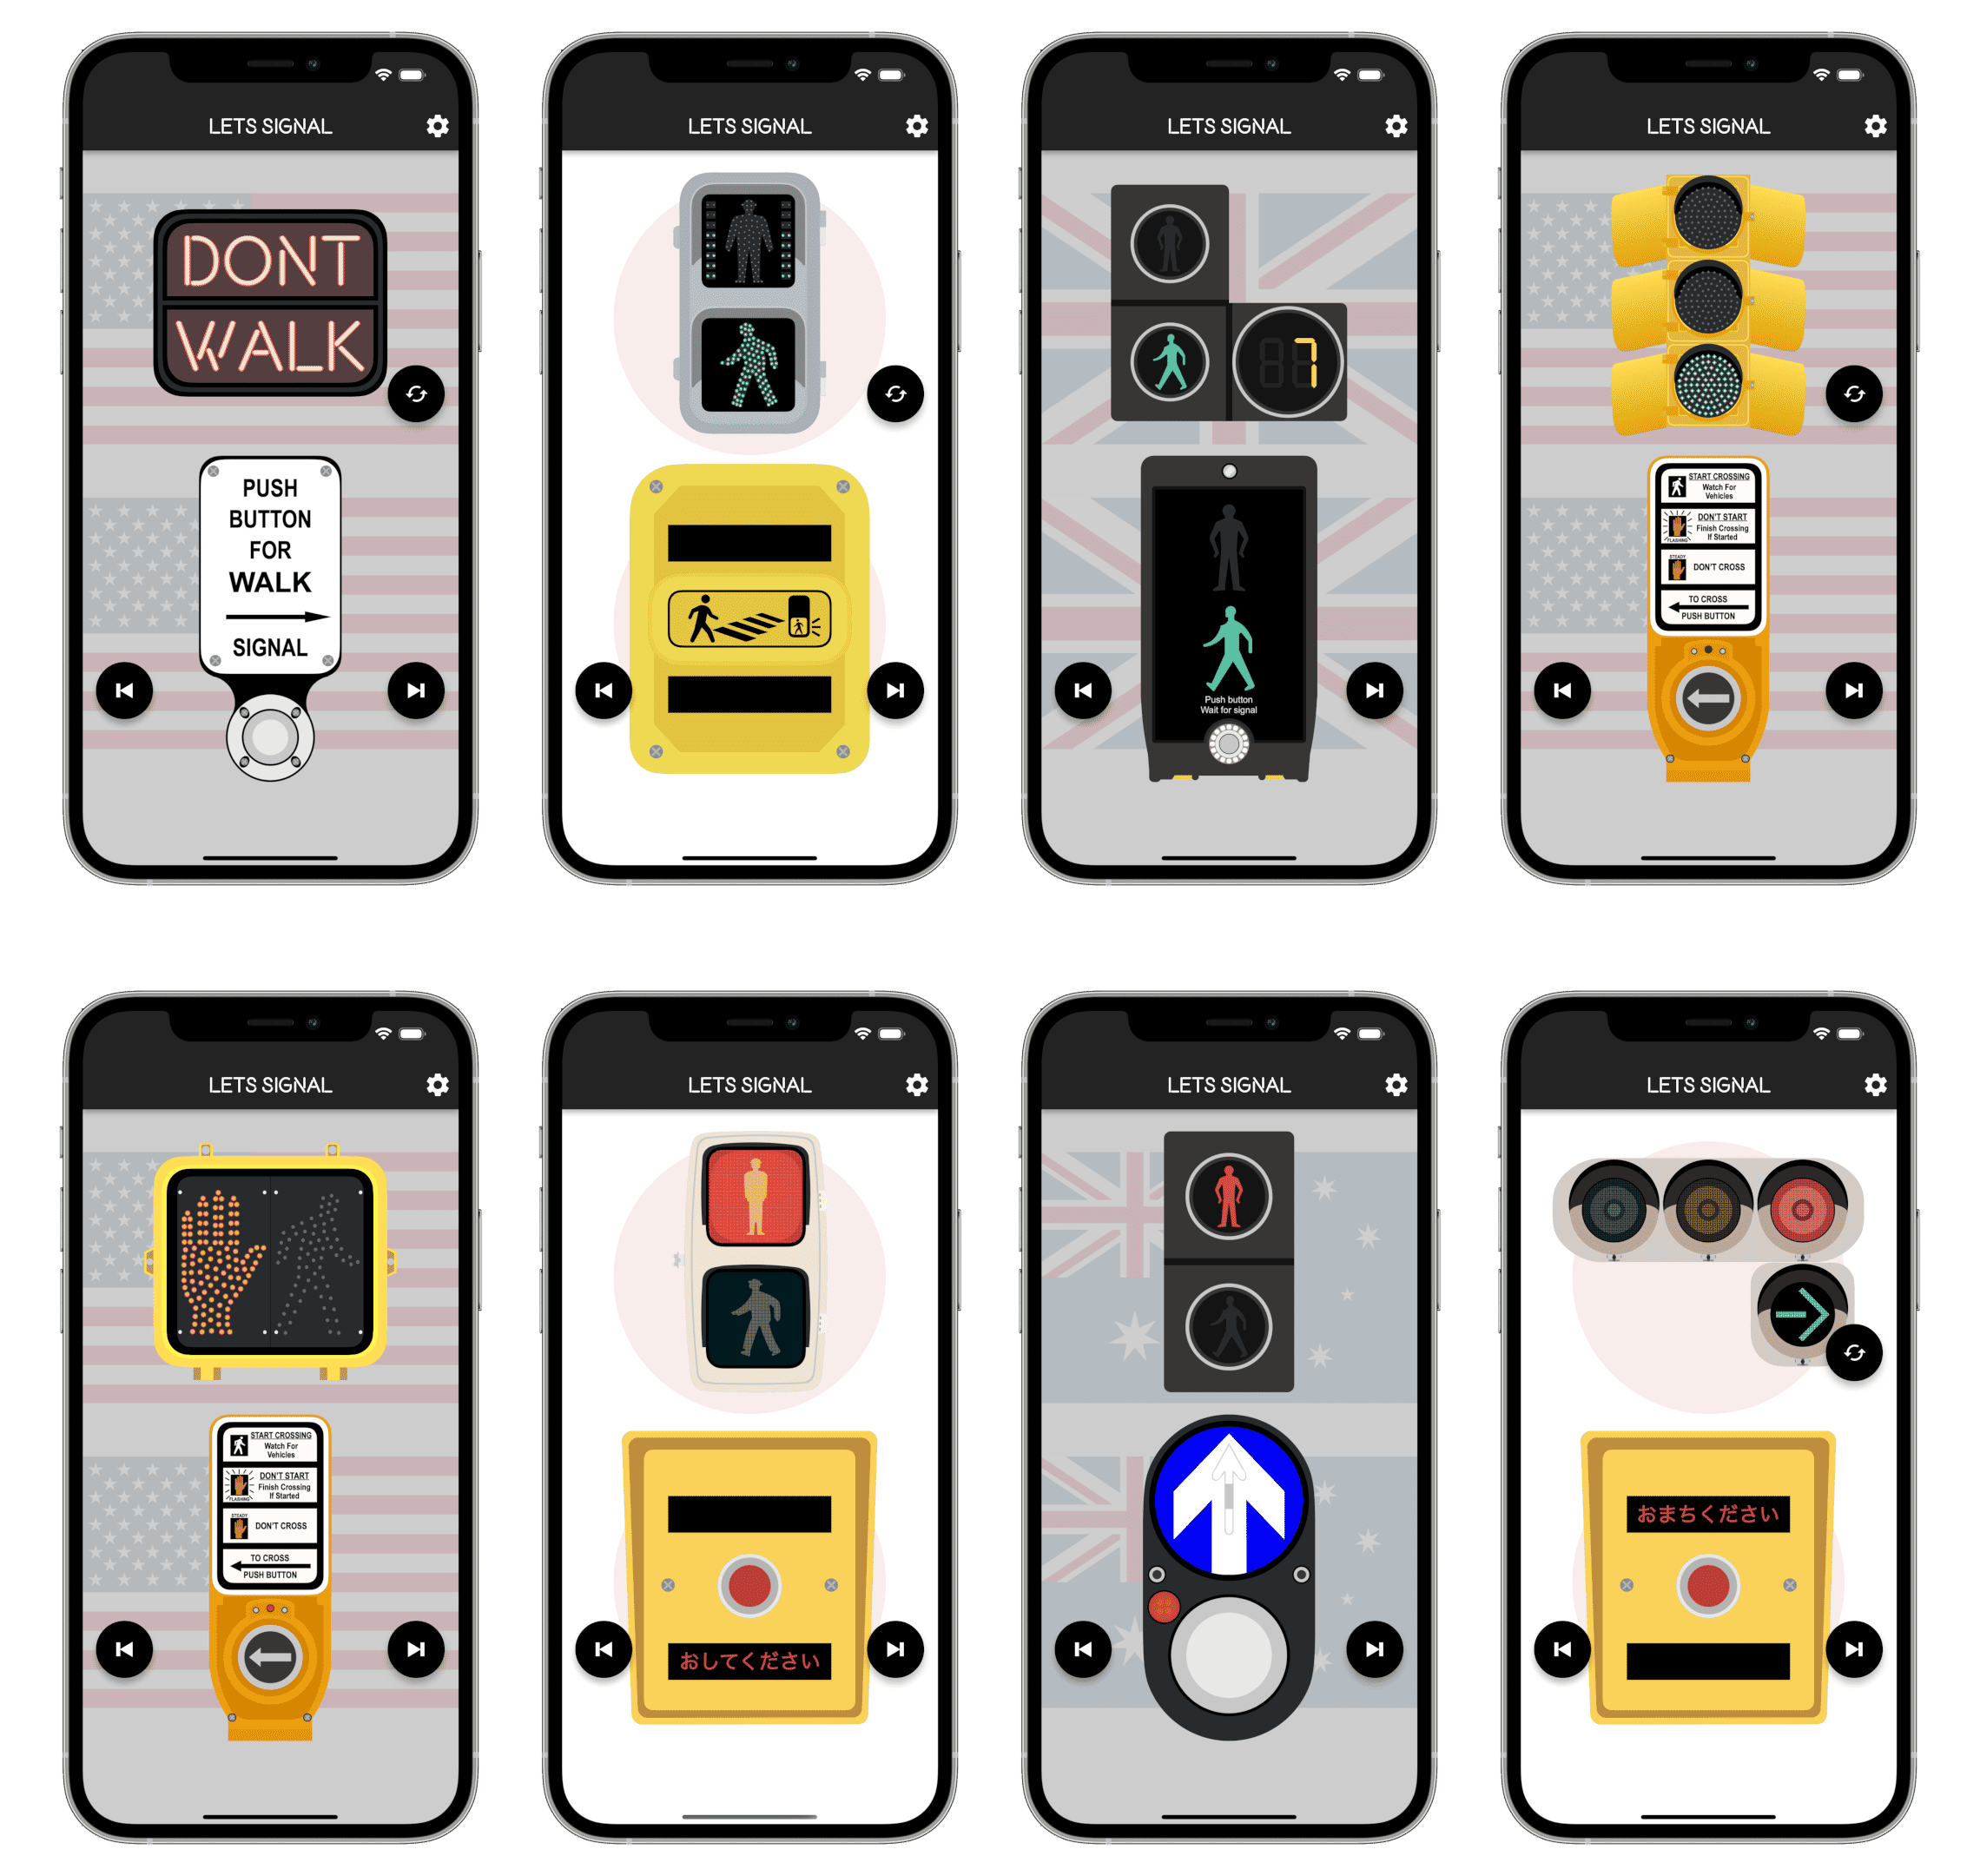 LETS SIGNAL
DONT
WALK
PUSH
BUTTON
FOR
WALK
SIGNAL
LETS SIGNAL
LETS SIGNAL
7
Push button
Wait for signal
LETS SIGNAL
START CROSSING
Watch For
Vehicles
DON'T START
Finish Crossing
If Started
FLASHING
STEADY
DON'T CROSS
TO CROSS
PUSH BUTTON
LETS SIGNAL
START CROSSING
Watch For
Vehicles
DON'T START
Finish Crossing
If Started
FLASHING
STEADY
DON'T CROSS
TO CROSS
PUSH BUTTON
LETS SIGNAL
おしてください
LETS SIGNAL
LETS SIGNAL
おまちください